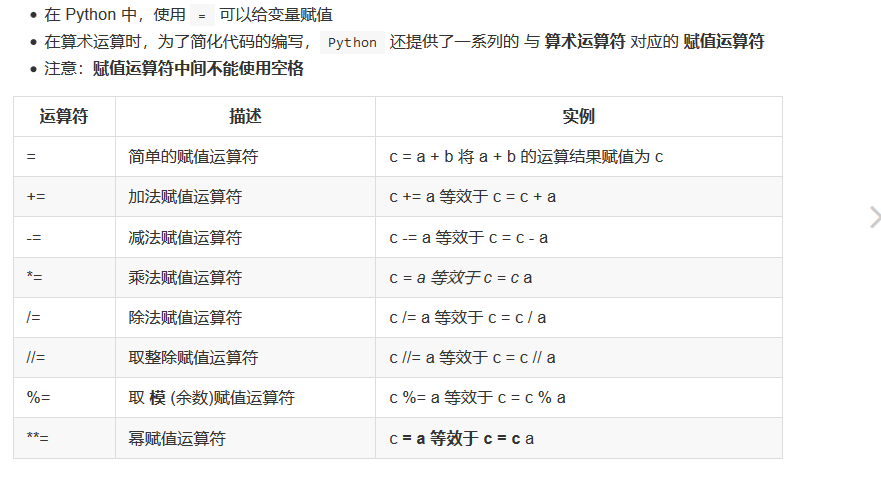 在 Python 中，使用 = 可以给变量赋值
在算术运算时，为了简化代码的编写， Python 还提供了一系列的 与 算术运算符 对应的 赋值运算符
注意：赋值运算符中间不能使用空格
运算符 描述 实例
= 简单的赋值运算符 c = a + b 将 a + b 的运算结果赋值为 c
+= 加法赋值运算符 c += a 等效于 c = c + a
-= 减法赋值运算符 c -= a 等效于 c = c - a
*= 乘法赋值运算符 c = a 等效于 c = c a
/= 除法赋值运算符 c /= a 等效于 c = c / a
//= 取整除赋值运算符 c //= a 等效于 c = c // a
%= 取 模 (余数)赋值运算符 c %= a 等效于 c = c % a
**= 幂赋值运算符 c = a 等效于 c = c a